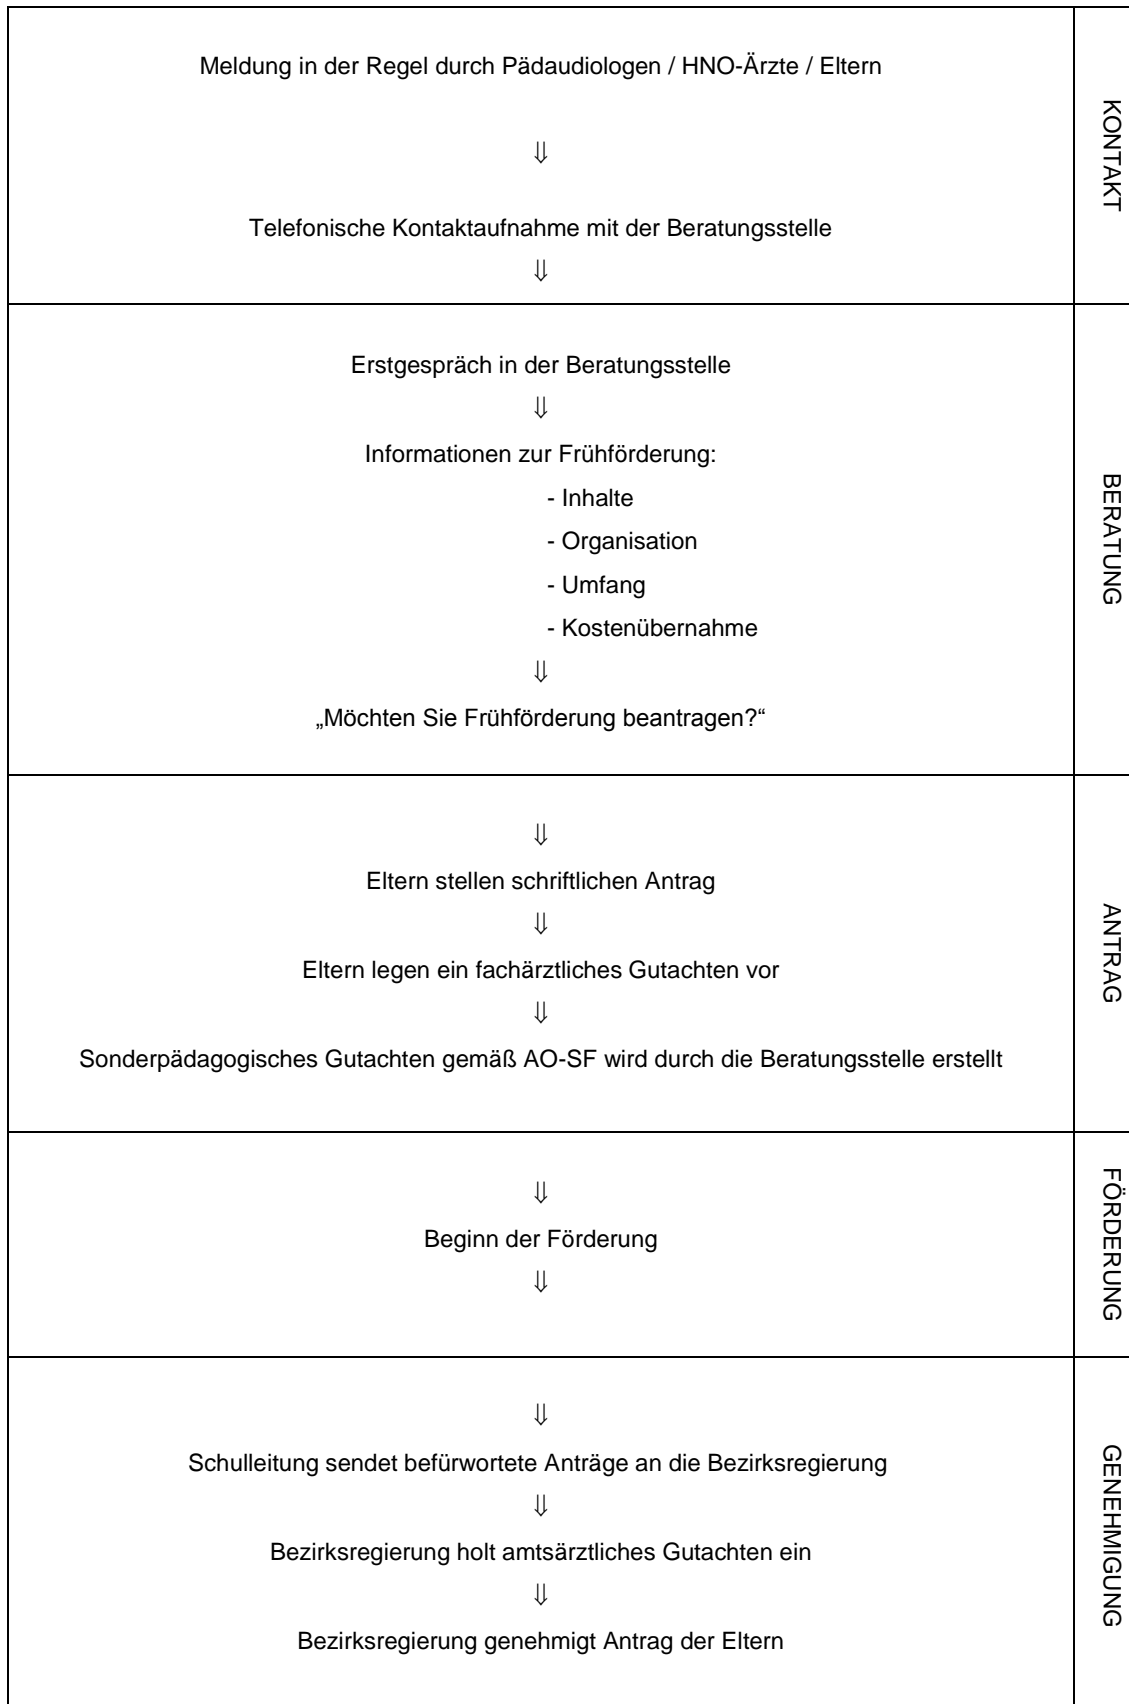 Meldung in der Regel durch Pädaudiologen / HNO-Ärzte / Eltern
⇓
Telefonische Kontaktaufnahme mit der Beratungsstelle
⇓
KONTAKT
Erstgespräch in der Beratungsstelle
⇓
Informationen zur Frühförderung:
- Inhalte
- Organisation
- Umfang
- Kostenübernahme
⇓
„Möchten Sie Frühförderung beantragen?“
BERATUNG
⇓
Eltern stellen schriftlichen Antrag
⇓
Eltern legen ein fachärztliches Gutachten vor
⇓
Sonderpädagogisches Gutachten gemäß AO-SF wird durch die Beratungsstelle erstellt
ANTRAG
⇓
Beginn der Förderung
⇓
FÖRDERUNG
⇓
Schulleitung sendet befürwortete Anträge an die Bezirksregierung
⇓
Bezirksregierung holt amtsärztliches Gutachten ein
⇓
Bezirksregierung genehmigt Antrag der Eltern
GENEHMIGUNG